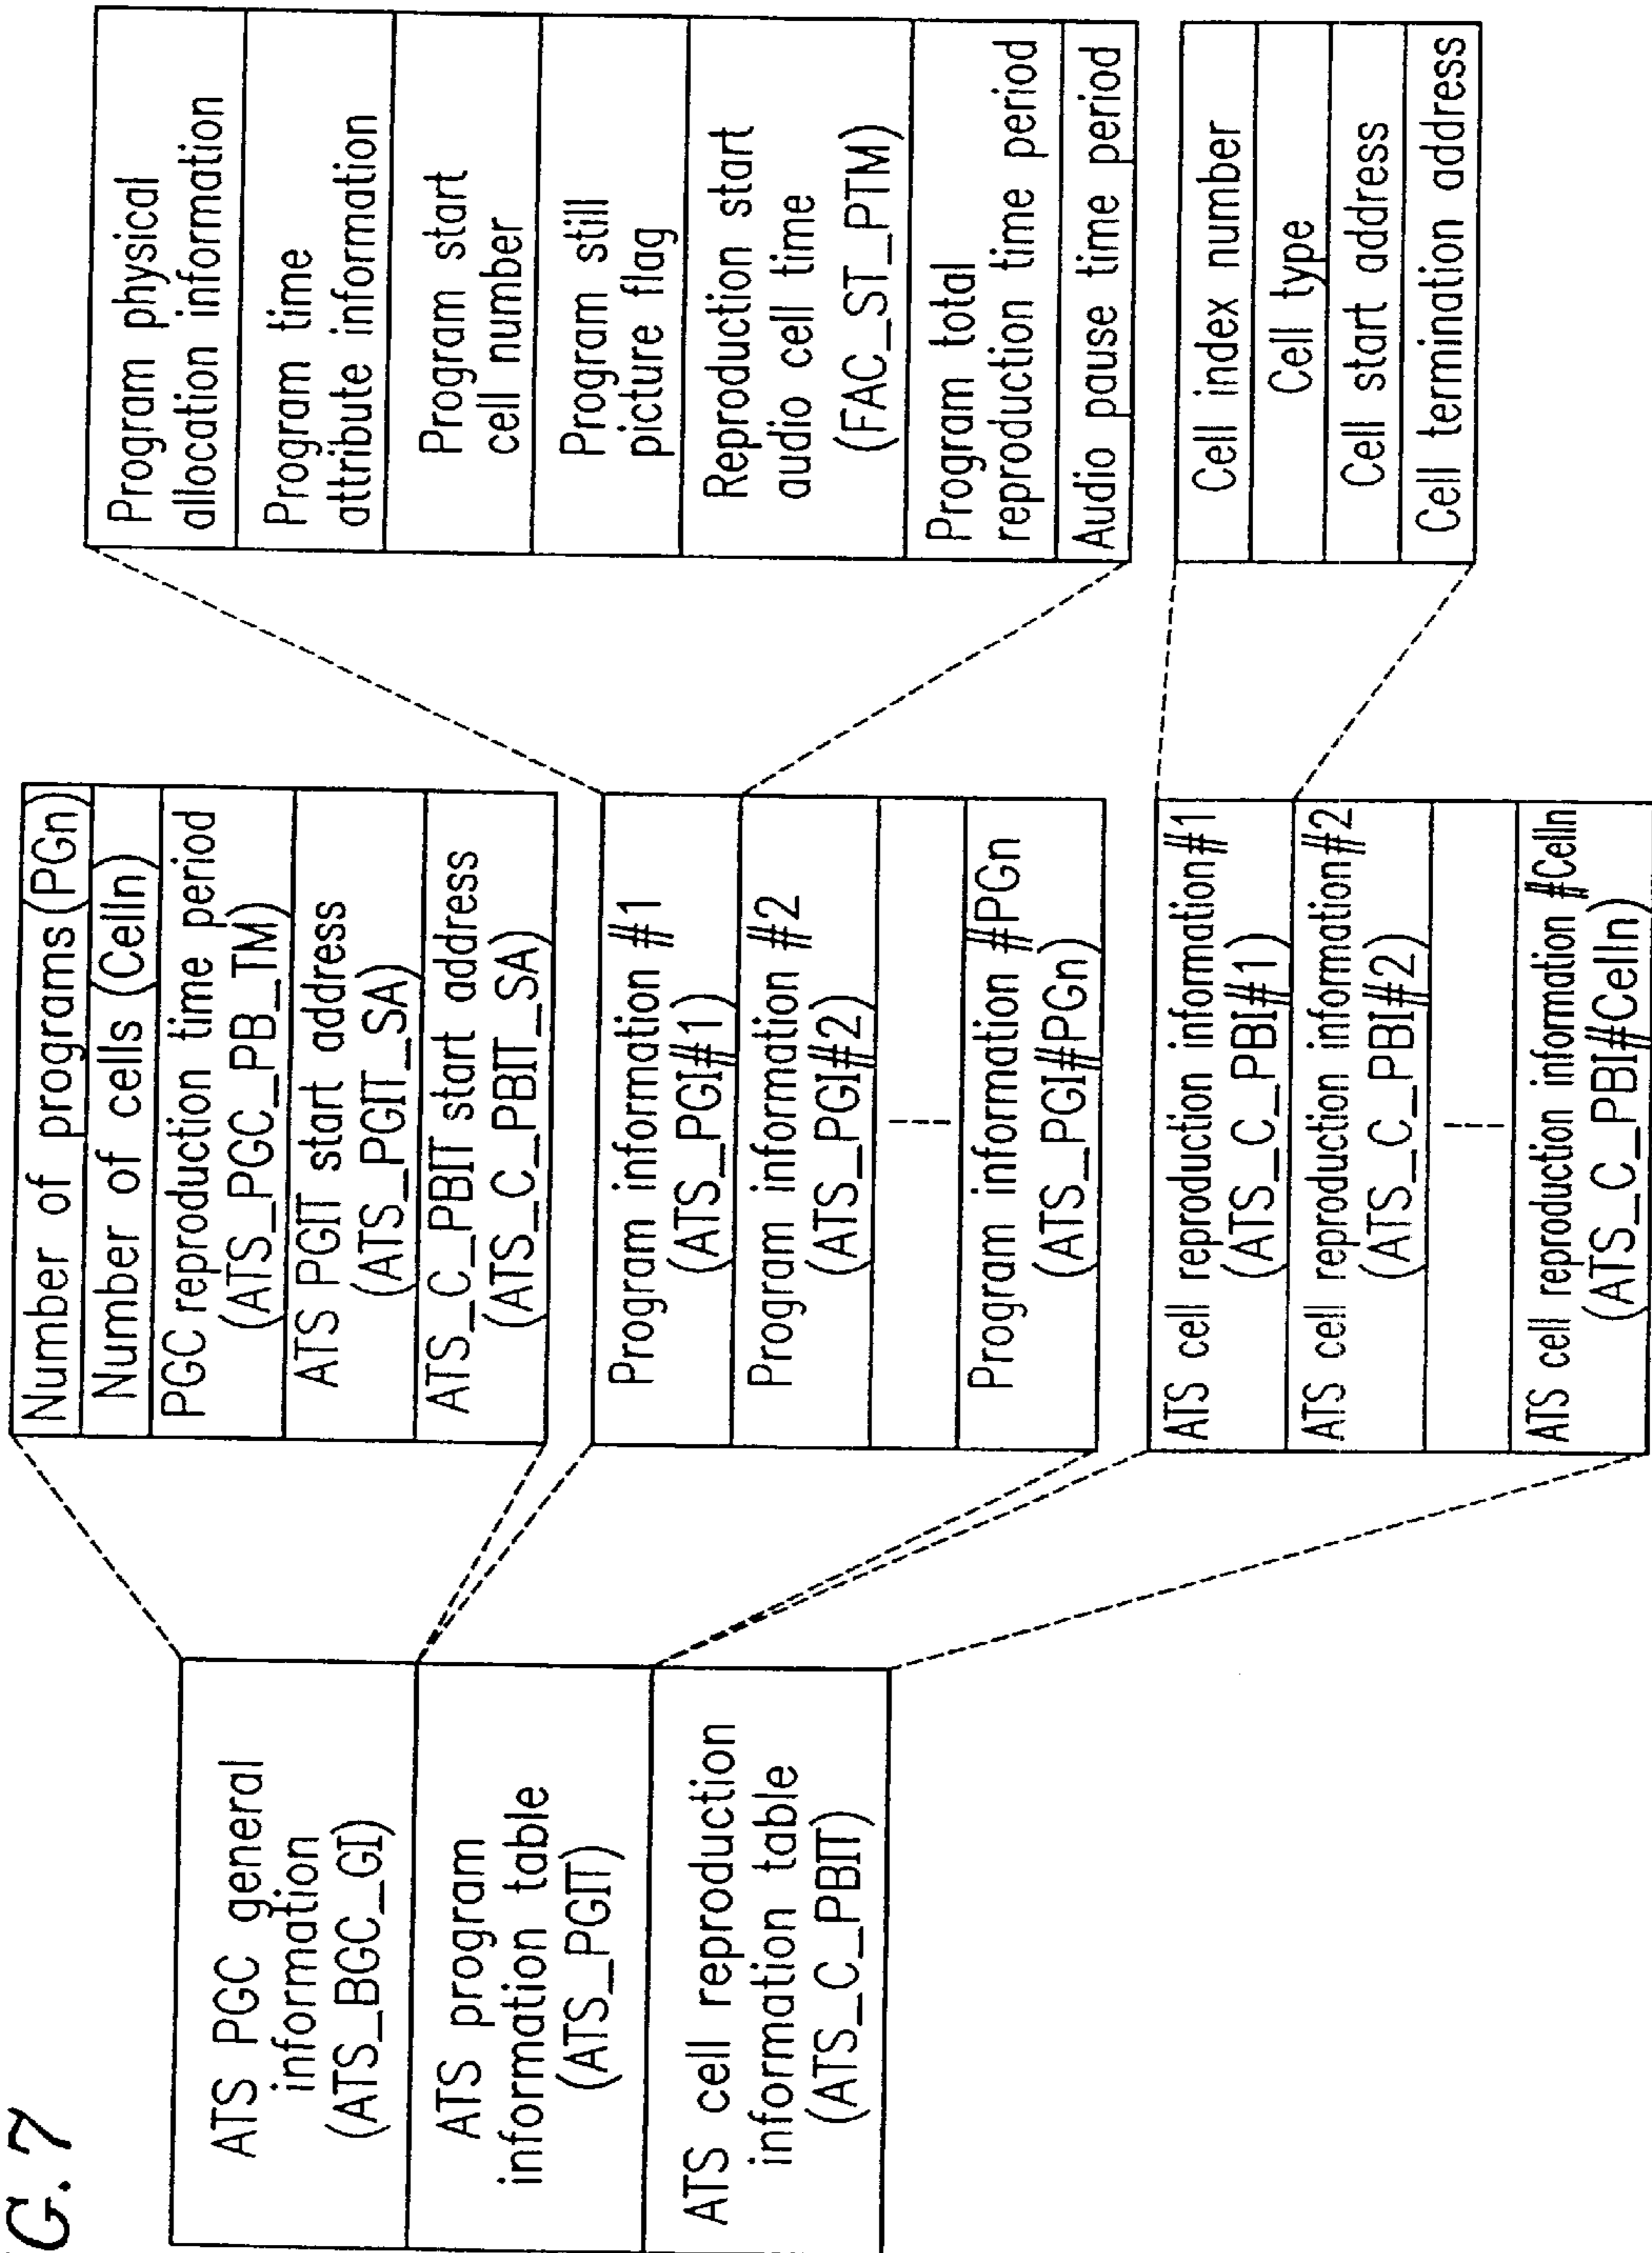 G.7
ATS PGC general
information
(ATS_BGC_GI)
ATS program
information table
(ATS_PGIT)
ATS cell reproduction
information table
(ATS_C_PBIT)
Number of programs(PGn)
Number of cells(Celln)
PGC reproduction time period
(ATS_PGC_PB_TM)
ATS PGIT start address
(ATS_PGIT_SA)
ATS_C_PBIT start address
(ATS_C_PBIT_SA)
Program information #1
(ATS_PGI#1)
Program information #2
(ATS_PGI#2)
Program information #PGn
(ATS_PGI#PGn)
ATS cell reproduction information#1
(ATS_C_PBI#1)
ATS cell reproduction information#2
(ATS_C_PBI#2)
ATS cell reproduction information #Celln
(ATS_C_PBI#Celln)
Program physical
allocation information
Program time
attribute information
Program start
cell number
Program still
picture flag
Reproduction start
audio cell time
(FAC_ST_PTM)
Program total
reproduction time period
Audio pause time period
Cell index number
Cell type
Cell start address
Cell termination address